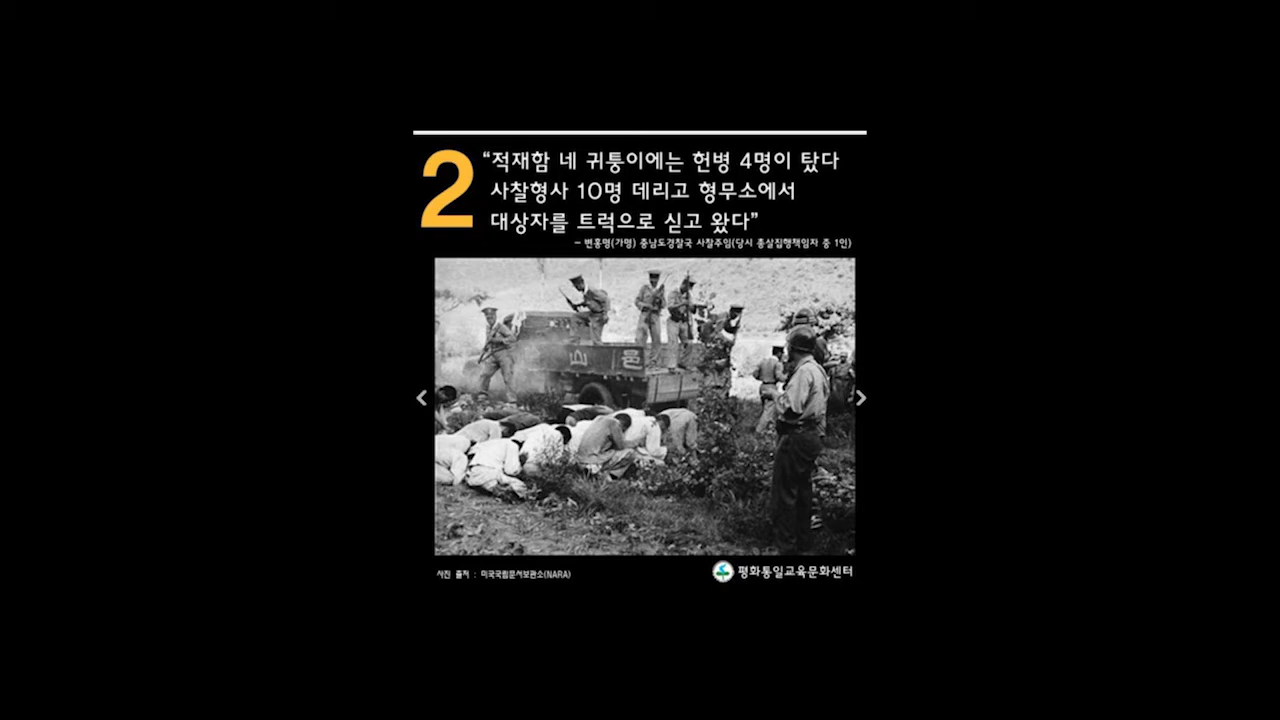 2
“적재함 네 귀퉁이에는 헌병 4명이 탔다
사찰형사 10명 데리고 형무소에서
대상자를 트럭으로 싣고 왔다”
- 변홍명(가명) 충남도경찰국 사찰주임(당시 총살집행책임자 중 1인)
山 邑
사진 출처 : 미국국립문서보관소(NARA)
평화통일교육문화센터